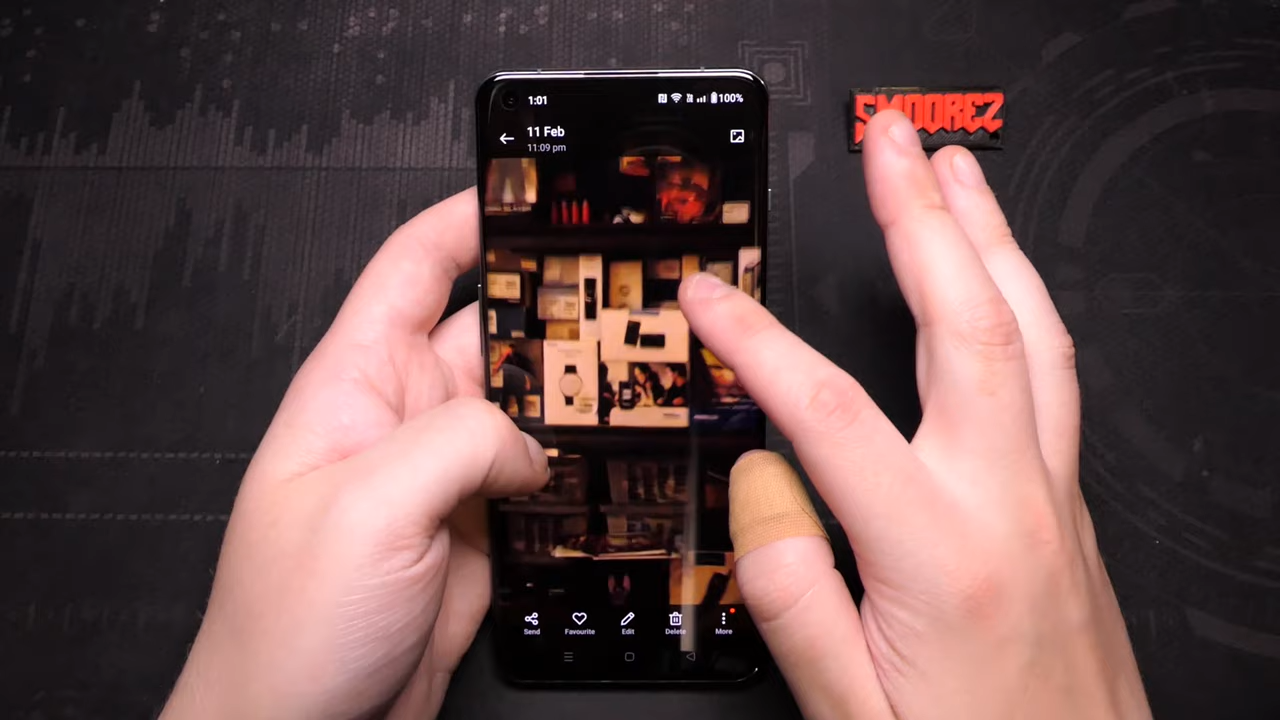 1:01
100%
11 Feb
11:09 pm
SMOOREZ
Send
Favourite
Edit
Delete
More